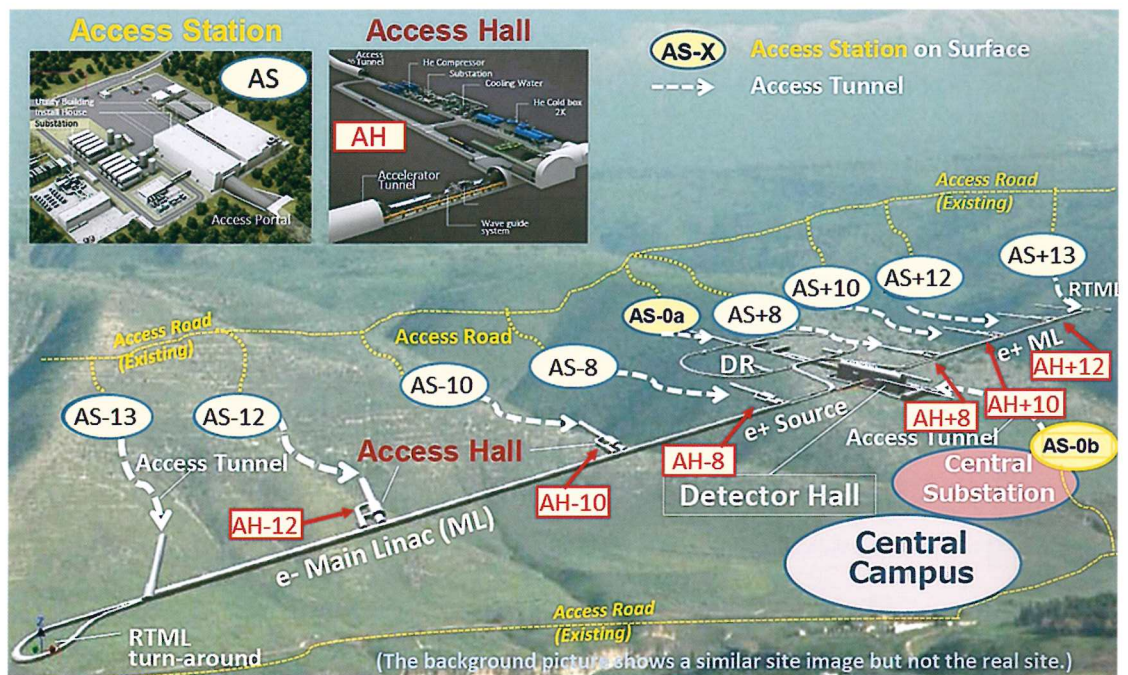 Access Station
AS
Utility Building
Install House
Substation
Access Portal
Access Hall
Access
Tunnel
He Compressor
Substation
Cooling Water
He Cold box
2K
AH
Accelerator
Tunnel
Wave guide
system
AS-X
Access Station on Surface
Access Tunnel
Access Road
(Existing)
AS+13
AS+12
AS+10
RTML
AS-0a
AS+8
e+ ML
AH+12
Access Road
(Existing)
Access Road
AS-8
DR
AS-10
AH+10
AH+8
AS-13
AS-12
e+ Source
Access Tunnel
AS-0b
Access Hall
AH-8
Access Tunnel
Central
Substation
AH-10
Detector Hall
AH-12
e- Main Linac (ML)
Central
Campus
Z
Access Road
(Existing)
RTML
turn-around
(The background picture shows a similar site image but not the real site.)